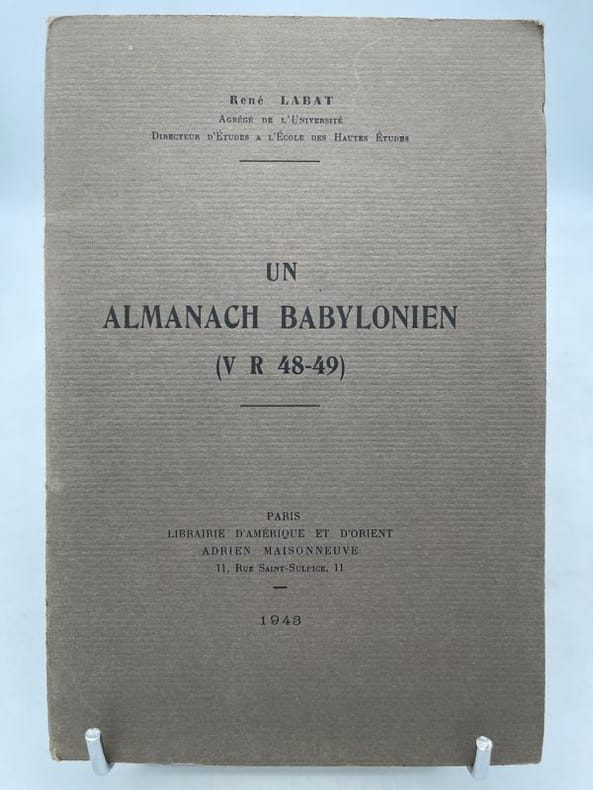 René LABAT
Agrégé de l'Université
Directeur d'Études a l'École des Hautes Études
UN
ALMANACH BABYLONIEN
(V R 48-49)
PARIS
LIBRAIRIE D'AMÉRIQUE ET D'ORIENT
ADRIEN MAISONNEUVE
11, Rue Saint-Sulpice, 11
1943